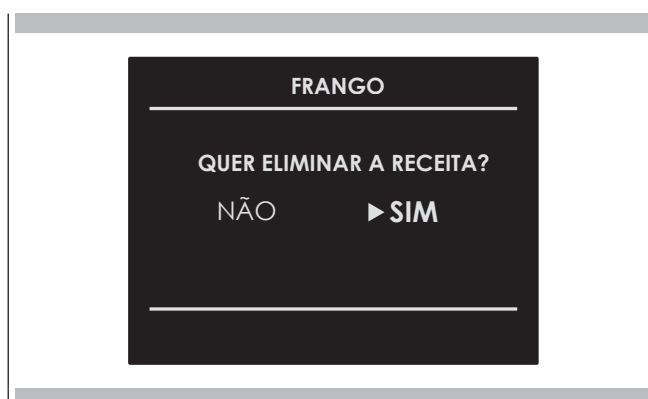 FRANGO
QUER ELIMINAR A RECEITA?
NÃO ▶SIM